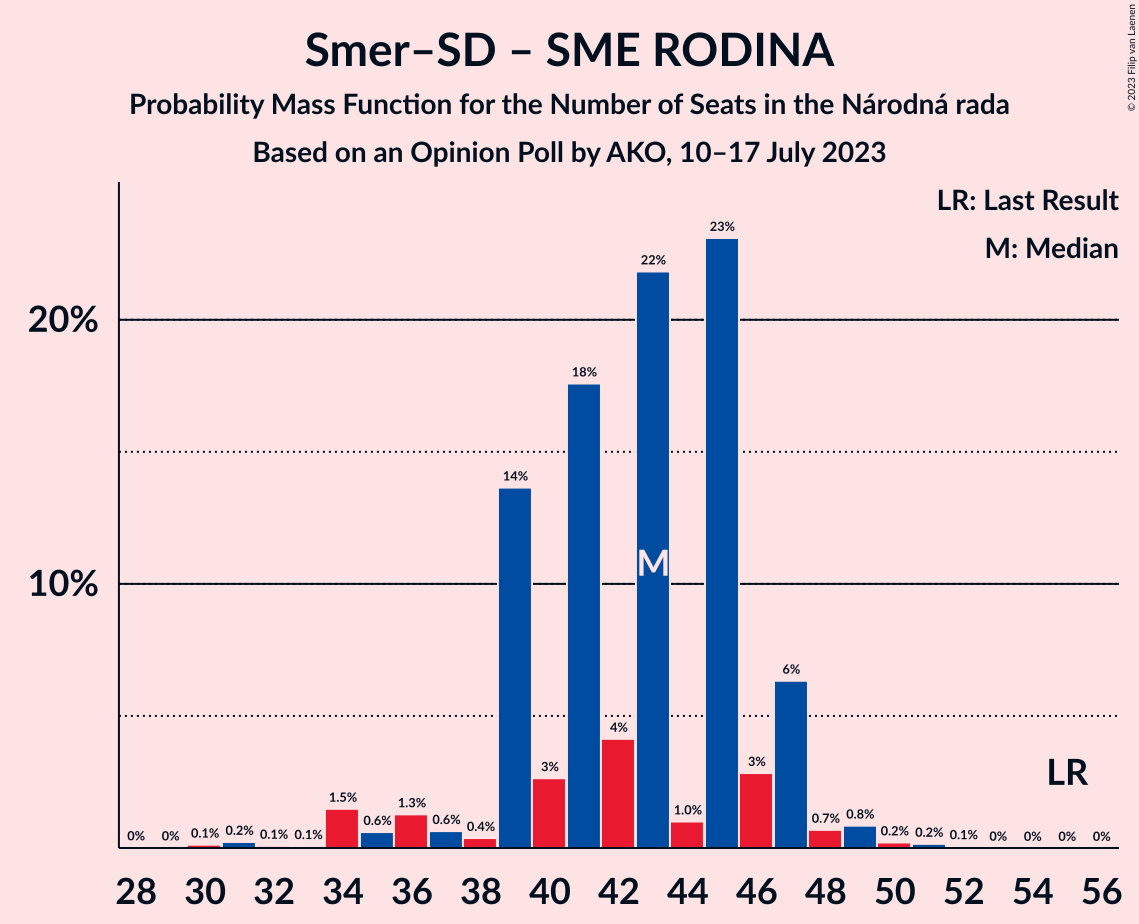 Smer–SD – SME RODINA
Probability Mass Function for the Number of Seats in the Národná rada
Based on an Opinion Poll by AKO, 10–17 July 2023
© 2023 Filip van Laenen
LR: Last Result
M: Median
20%
10%
0% 0% 0.1% 0.2% 0.1% 0.1% 1.5% 0.6% 1.3% 0.6% 0.4% 14% 3% 18% 4% 22% 1.0% 23% 3% 6% 0.7% 0.8% 0.2% 0.2% 0.1% 0% 0% 0% 0%
M
LR
28 30 32 34 36 38 40 42 44 46 48 50 52 54 56